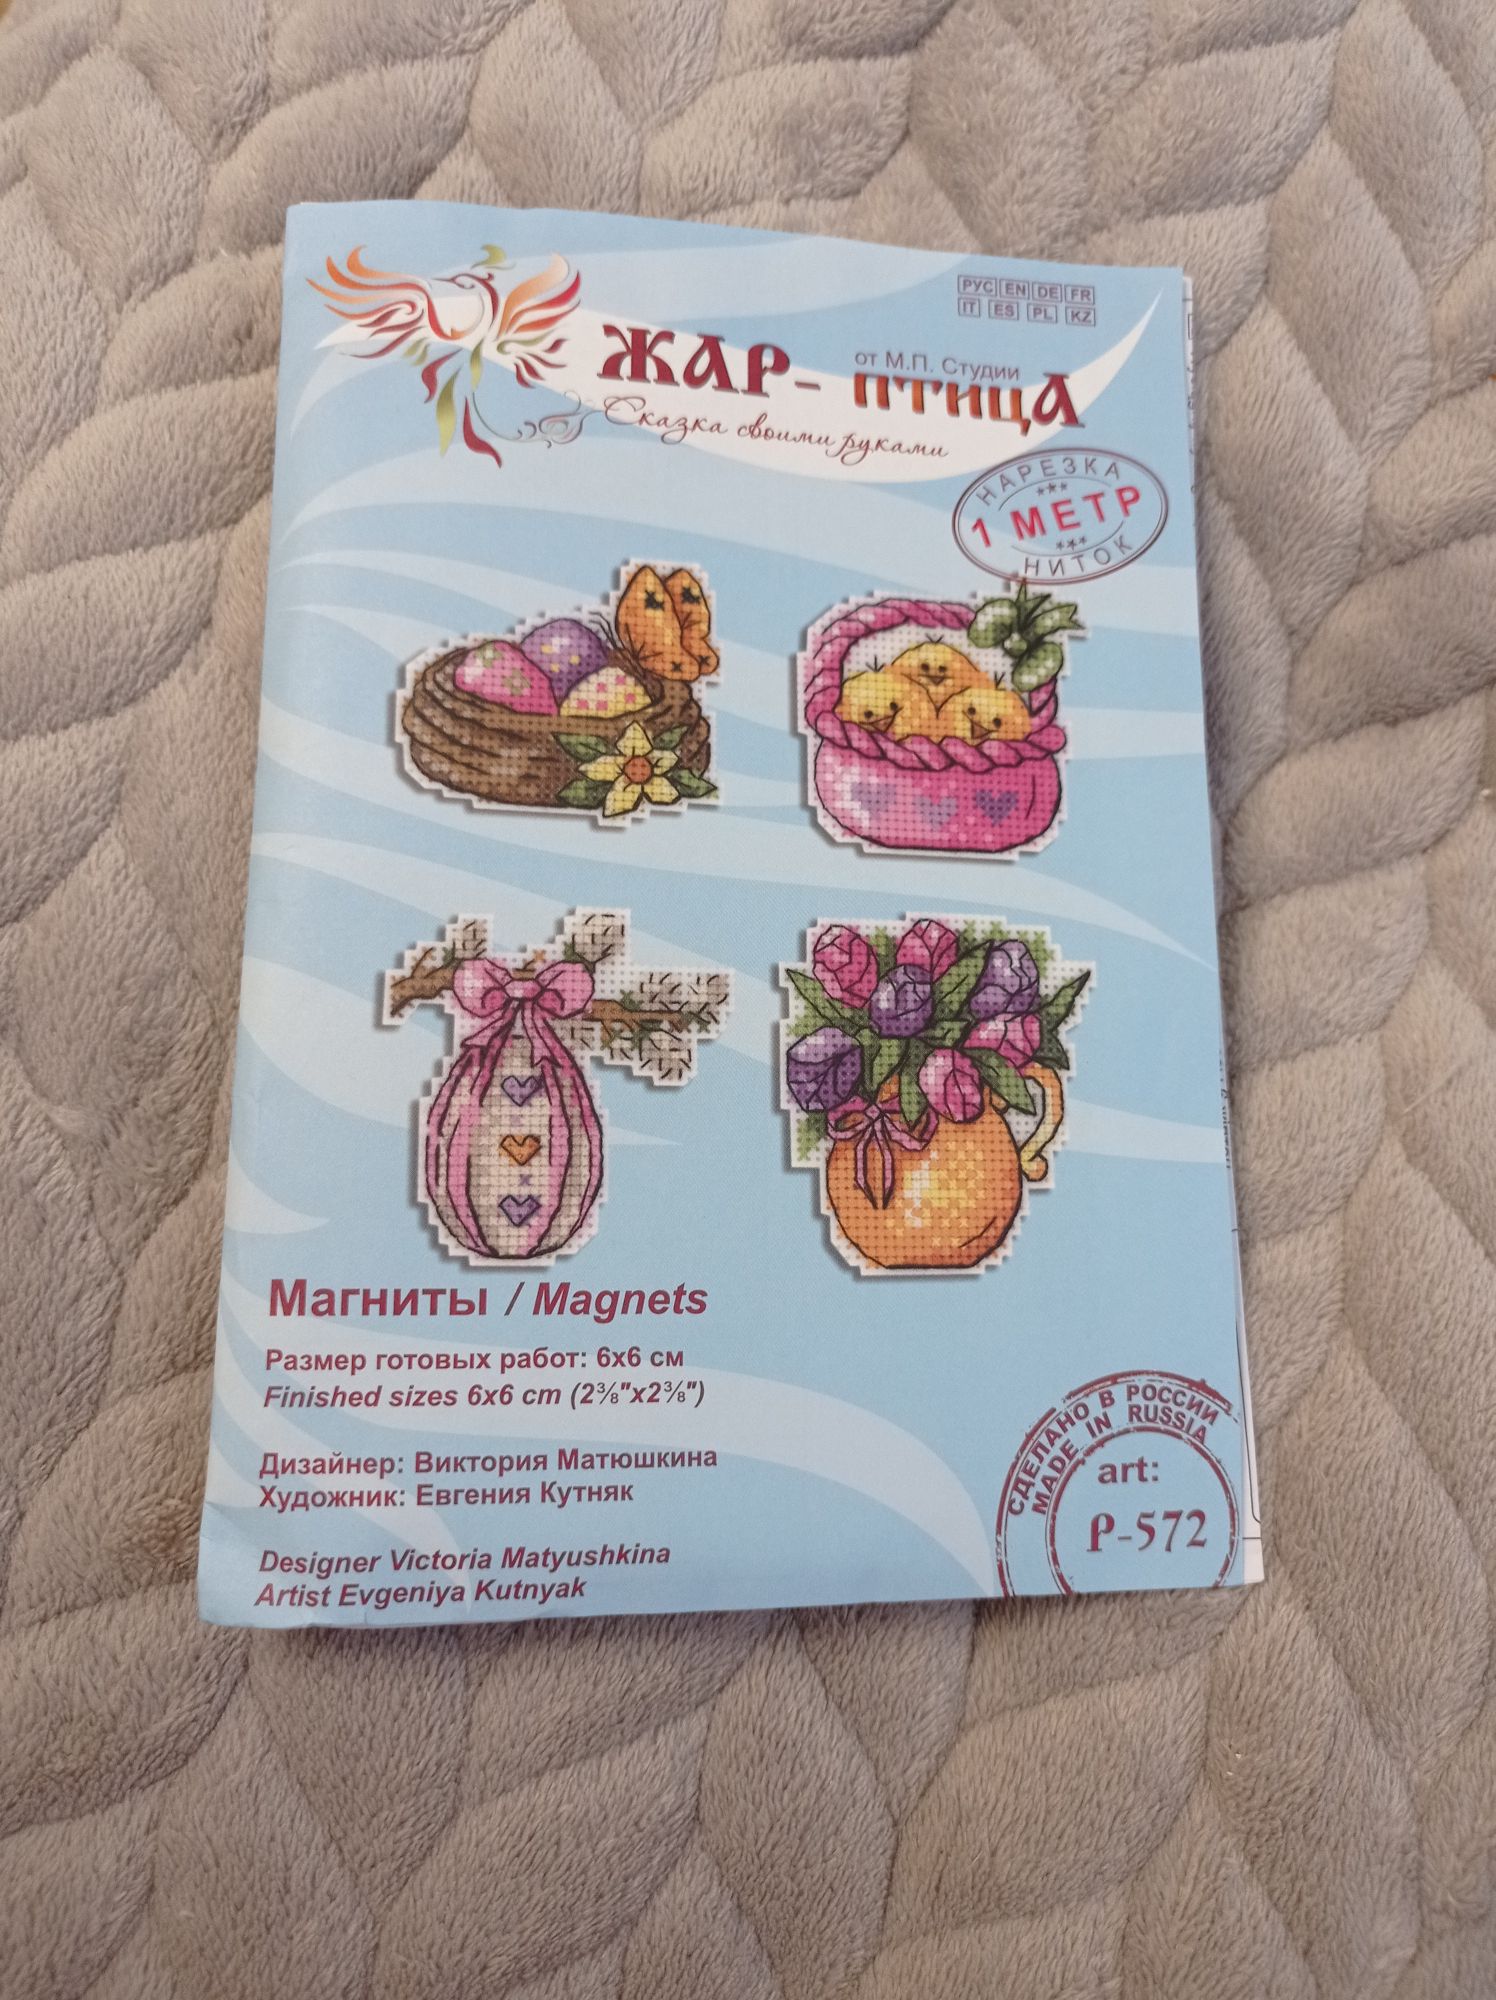 РУС EN DE FR
IT ES PL KZ
от М.П. Студии
ЖАР-ПТИЦА
Сказка своими руками
НАРЕЗКА
1 МЕТР
НИТОК
Магниты / Magnets
Размер готовых работ: 6х6 см
Finished sizes 6x6 cm (2⅜"x2⅜")
Дизайнер: Виктория Матюшкина
Художник: Евгения Кутняк
Designer Victoria Matyushkina
Artist Evgeniya Kutnyak
СДЕЛАНО В РОССИИ
MADE IN RUSSIA
art:
Р-572